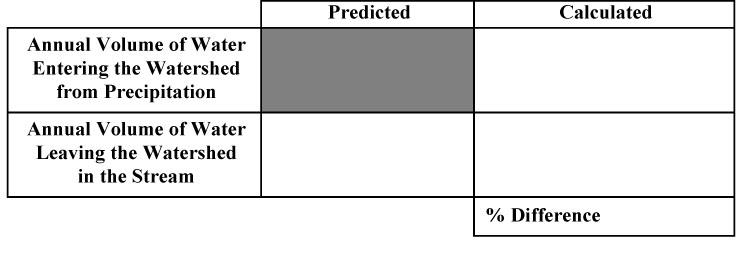 Predicted Calculated
Annual Volume of Water
Entering the Watershed
from Precipitation
Annual Volume of Water
Leaving the Watershed
in the Stream
% Difference